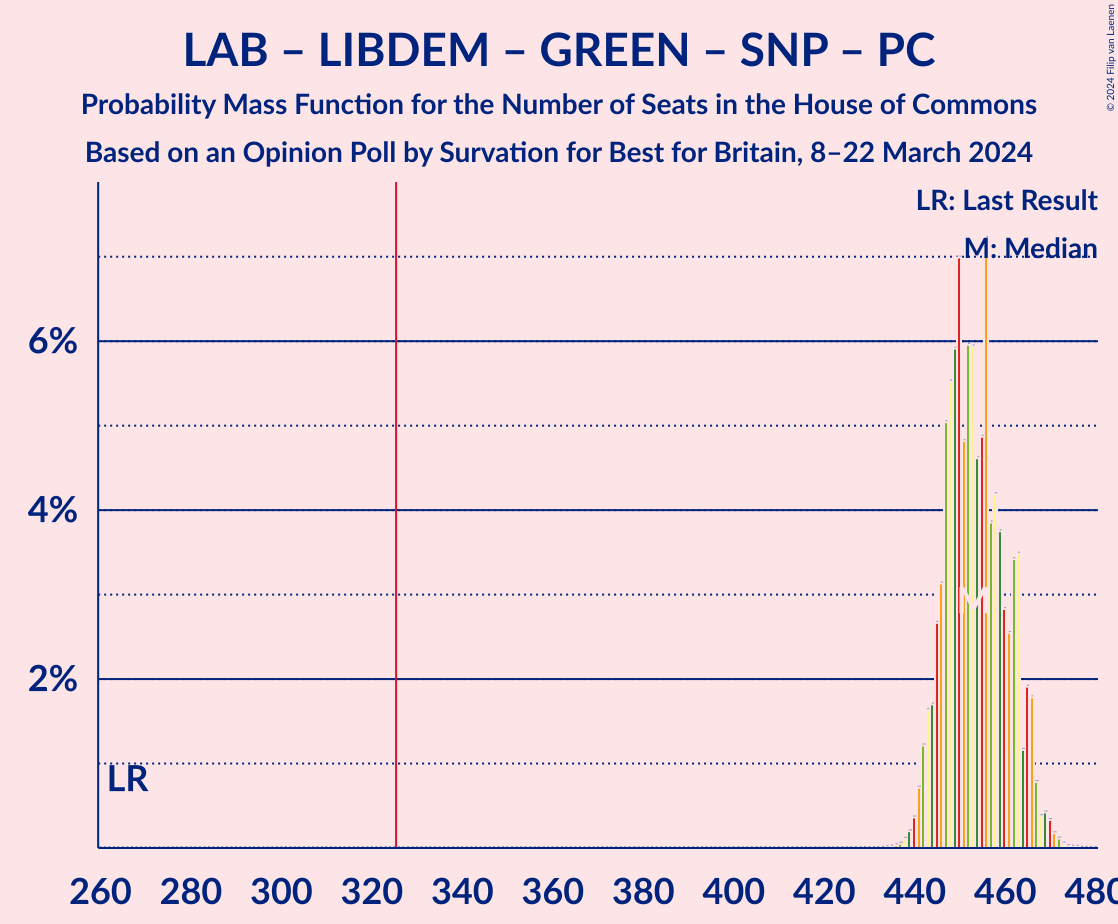 LAB – LIBDEM – GREEN – SNP – PC
Probability Mass Function for the Number of Seats in the House of Commons
Based on an Opinion Poll by Survation for Best for Britain, 8–22 March 2024
© 2024 Filip van Laenen
LR: Last Result
M: Median
6%
4%
2%
LR
M
260 280 300 320 340 360 380 400 420 440 460 480